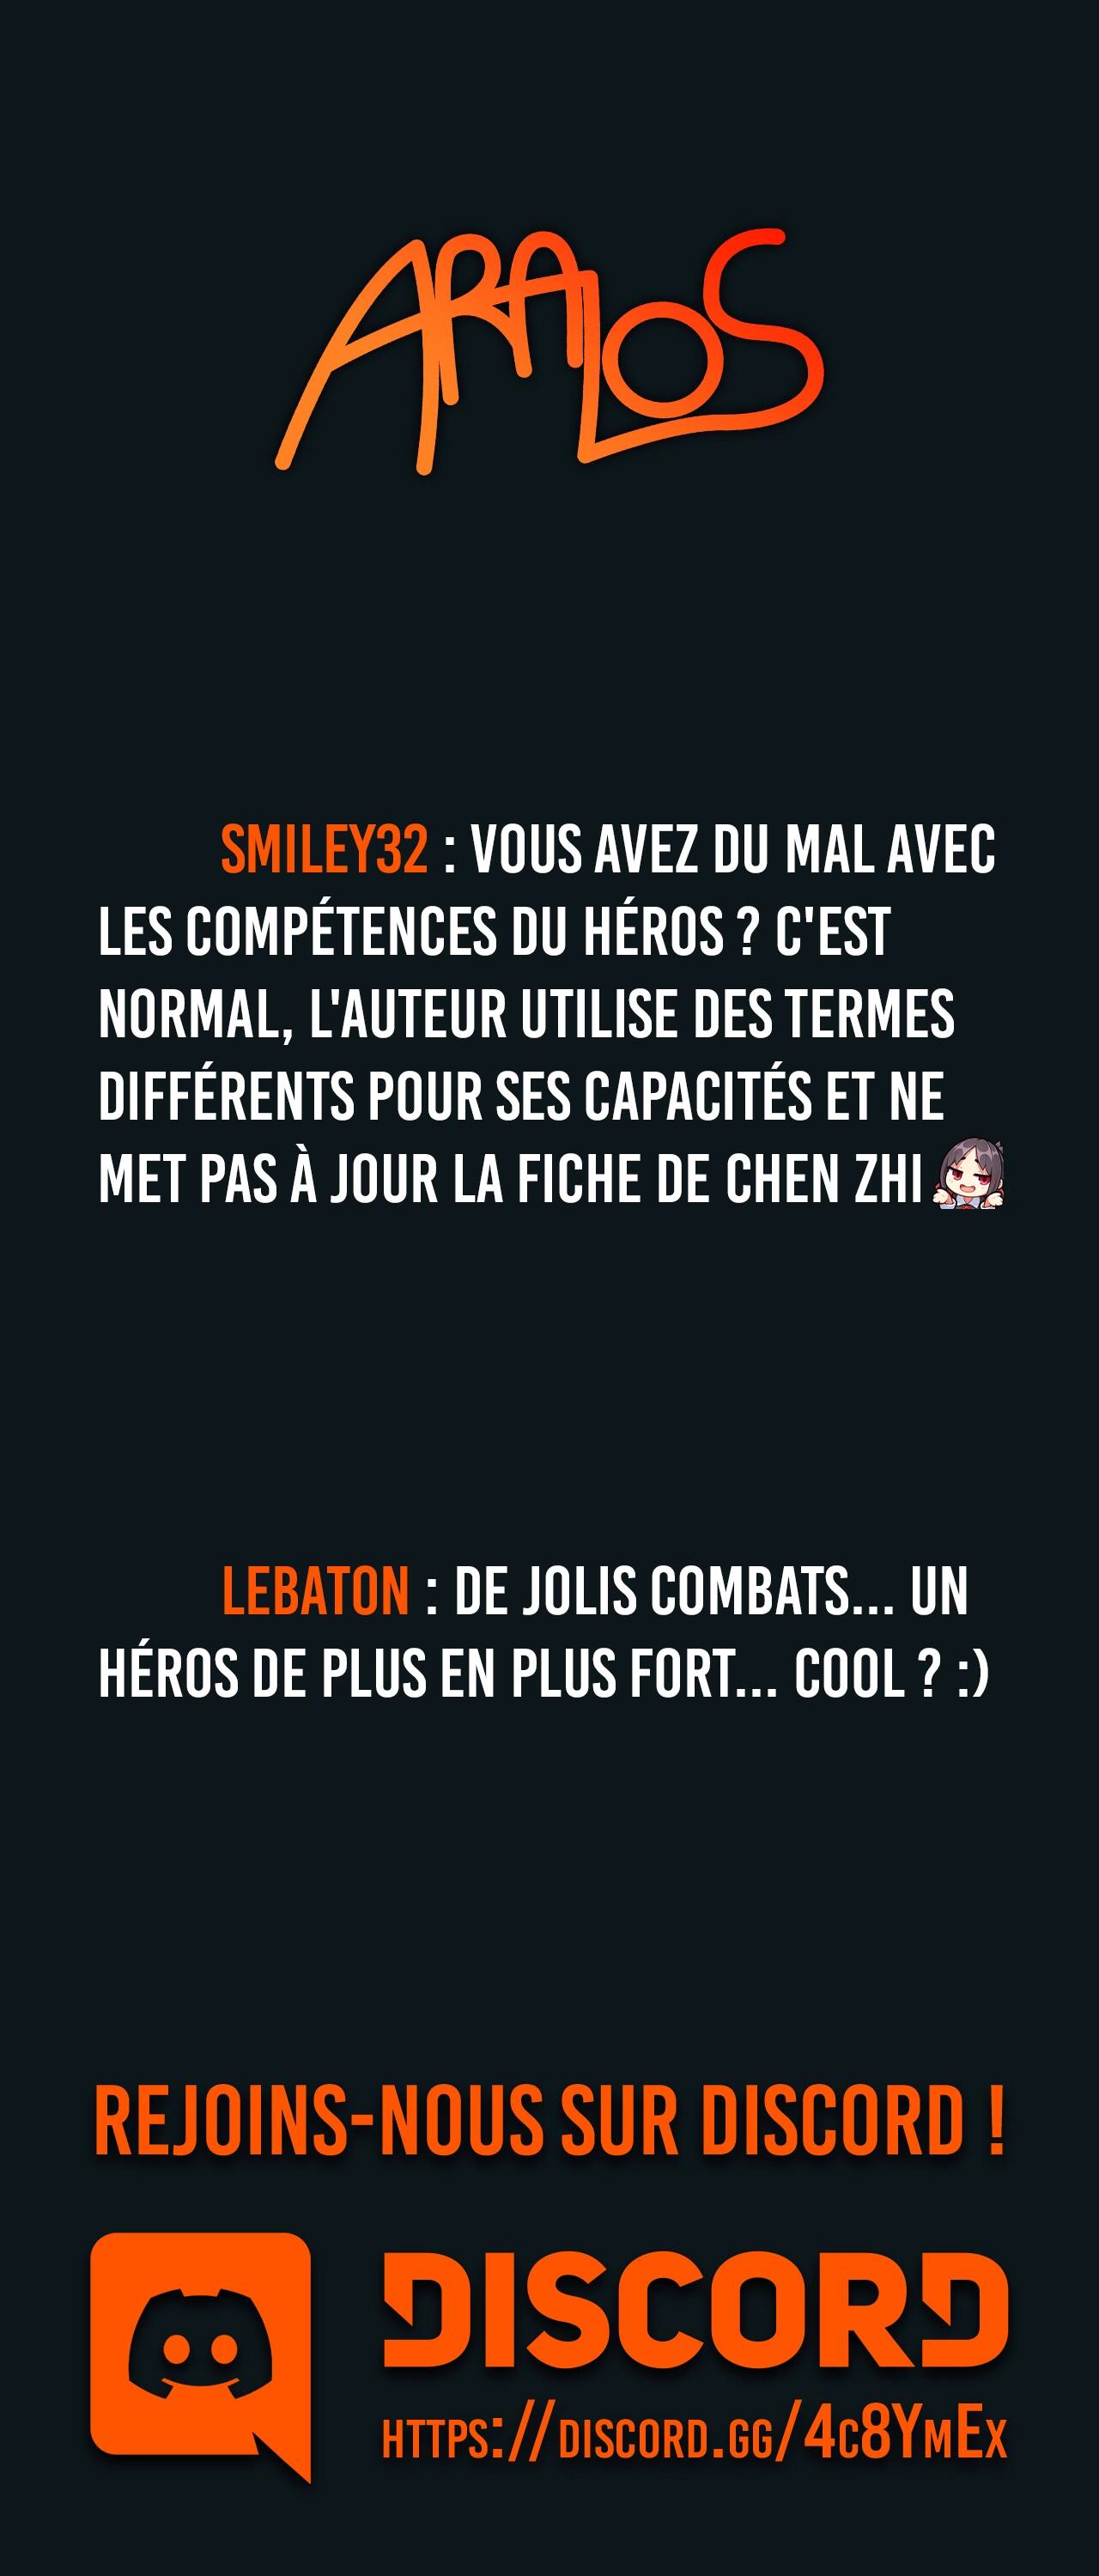 ARALOS
SMILEY32 : VOUS AVEZ DU MAL AVEC
LES COMPÉTENCES DU HÉROS ? C'EST
NORMAL, L'AUTEUR UTILISE DES TERMES
DIFFÉRENTS POUR SES CAPACITÉS ET NE
MET PAS À JOUR LA FICHE DE CHEN ZHI
LEBATON : DE JOLIS COMBATS... UN
HÉROS DE PLUS EN PLUS FORT... COOL ? :)
REJOINS-NOUS SUR DISCORD !
DISCORD
https://discord.gg/4c8YmEx